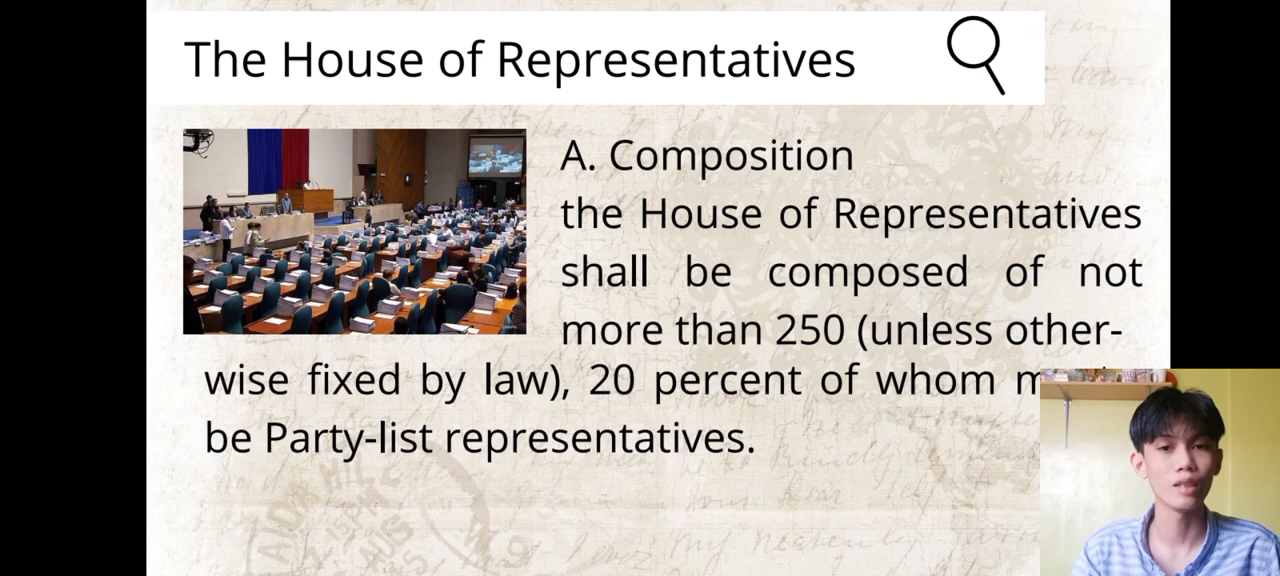 The House of Representatives
A. Composition
the House of Representatives
shall be composed of not
more than 250 (unless other-
wise fixed by law), 20 percent of whom
be Party-list representatives.